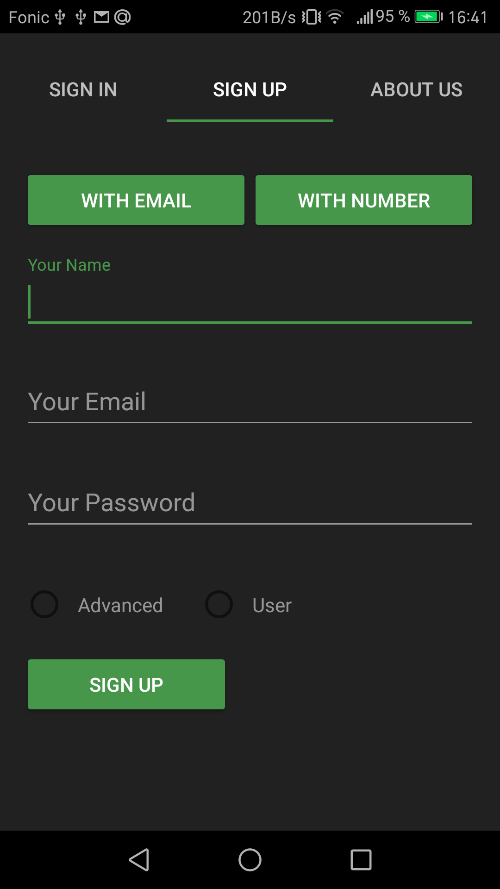 Fonic 201B/s 95 % 16:41
SIGN IN SIGN UP ABOUT US
WITH EMAIL WITH NUMBER
Your Name
Your Email
Your Password
Advanced User
SIGN UP